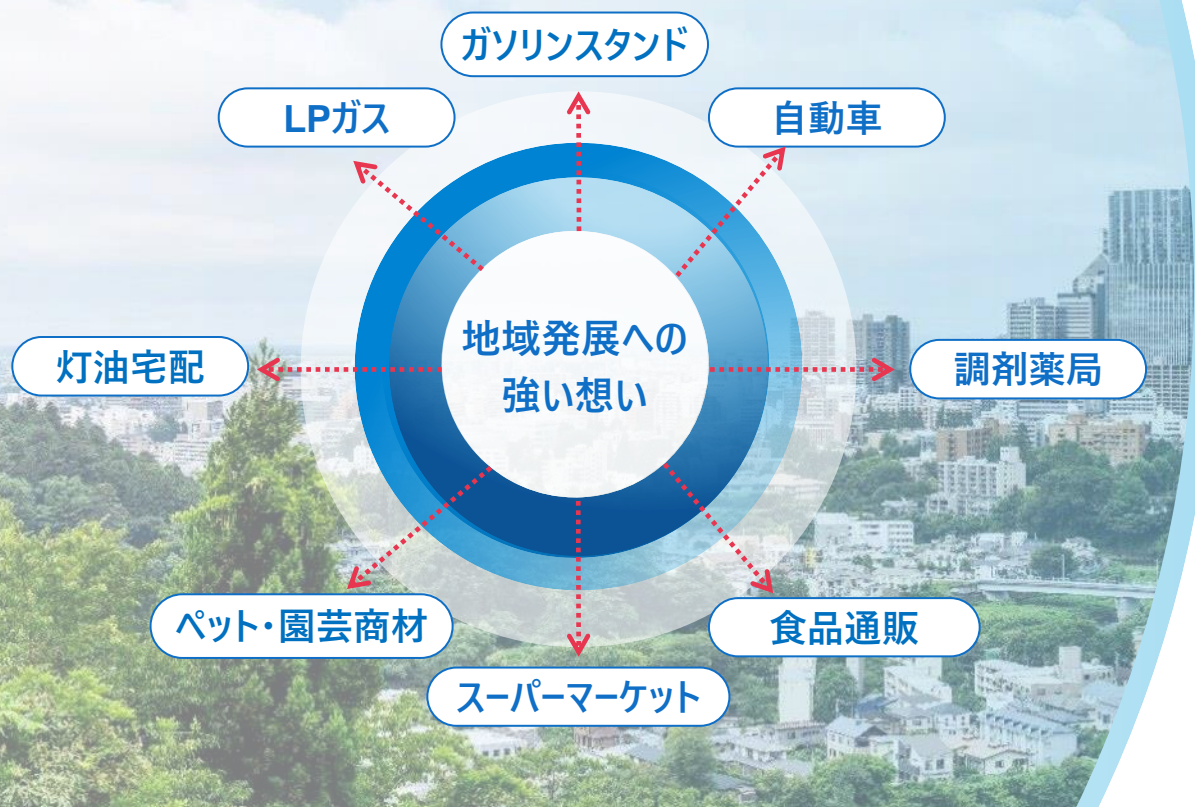 ガソリンスタンド
LPガス
自動車
地域発展への
強い想い
灯油宅配
調剤薬局
ペット・園芸商材
食品通販
スーパーマーケット